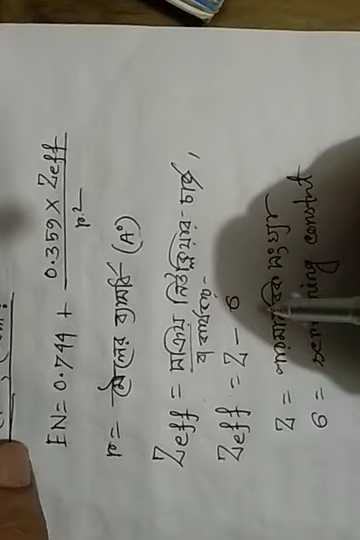 EN = 0.744 + 0.359 x Zeff / r²
r = মৌলের ব্যাসার্ধ (A°)
Zeff = সক্রিয় নিউক্লিয়ার চার্জ,
বা কার্যকর
Zeff = Z - σ
Z = পারমাণবিক সংখ্যা
σ = screening constant